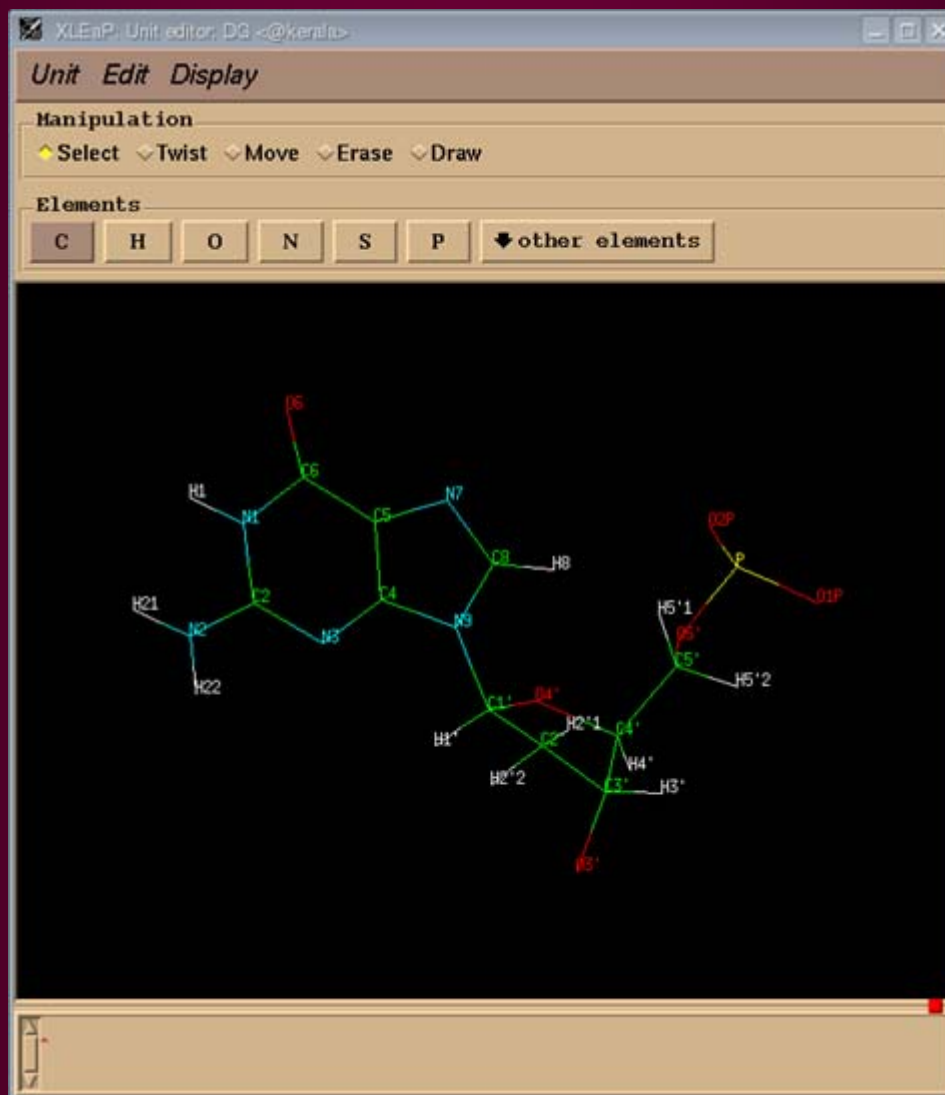 XLEaP: Unit editor: DG <@kerala>
Unit Edit Display
Manipulation
Select Twist Move Erase Draw
Elements
C H O N S P other elements
O6
C6
H1
N7
N1
C5
O2P
C8
H8
P
H21
C2
C4
O1P
N2
N3
N9
H5'1
O5'
C5'
H22
H5'2
O4'
C1'
H2'1
H1'
C2'
C4'
H2'2
H4'
C3'
H3'
O3'